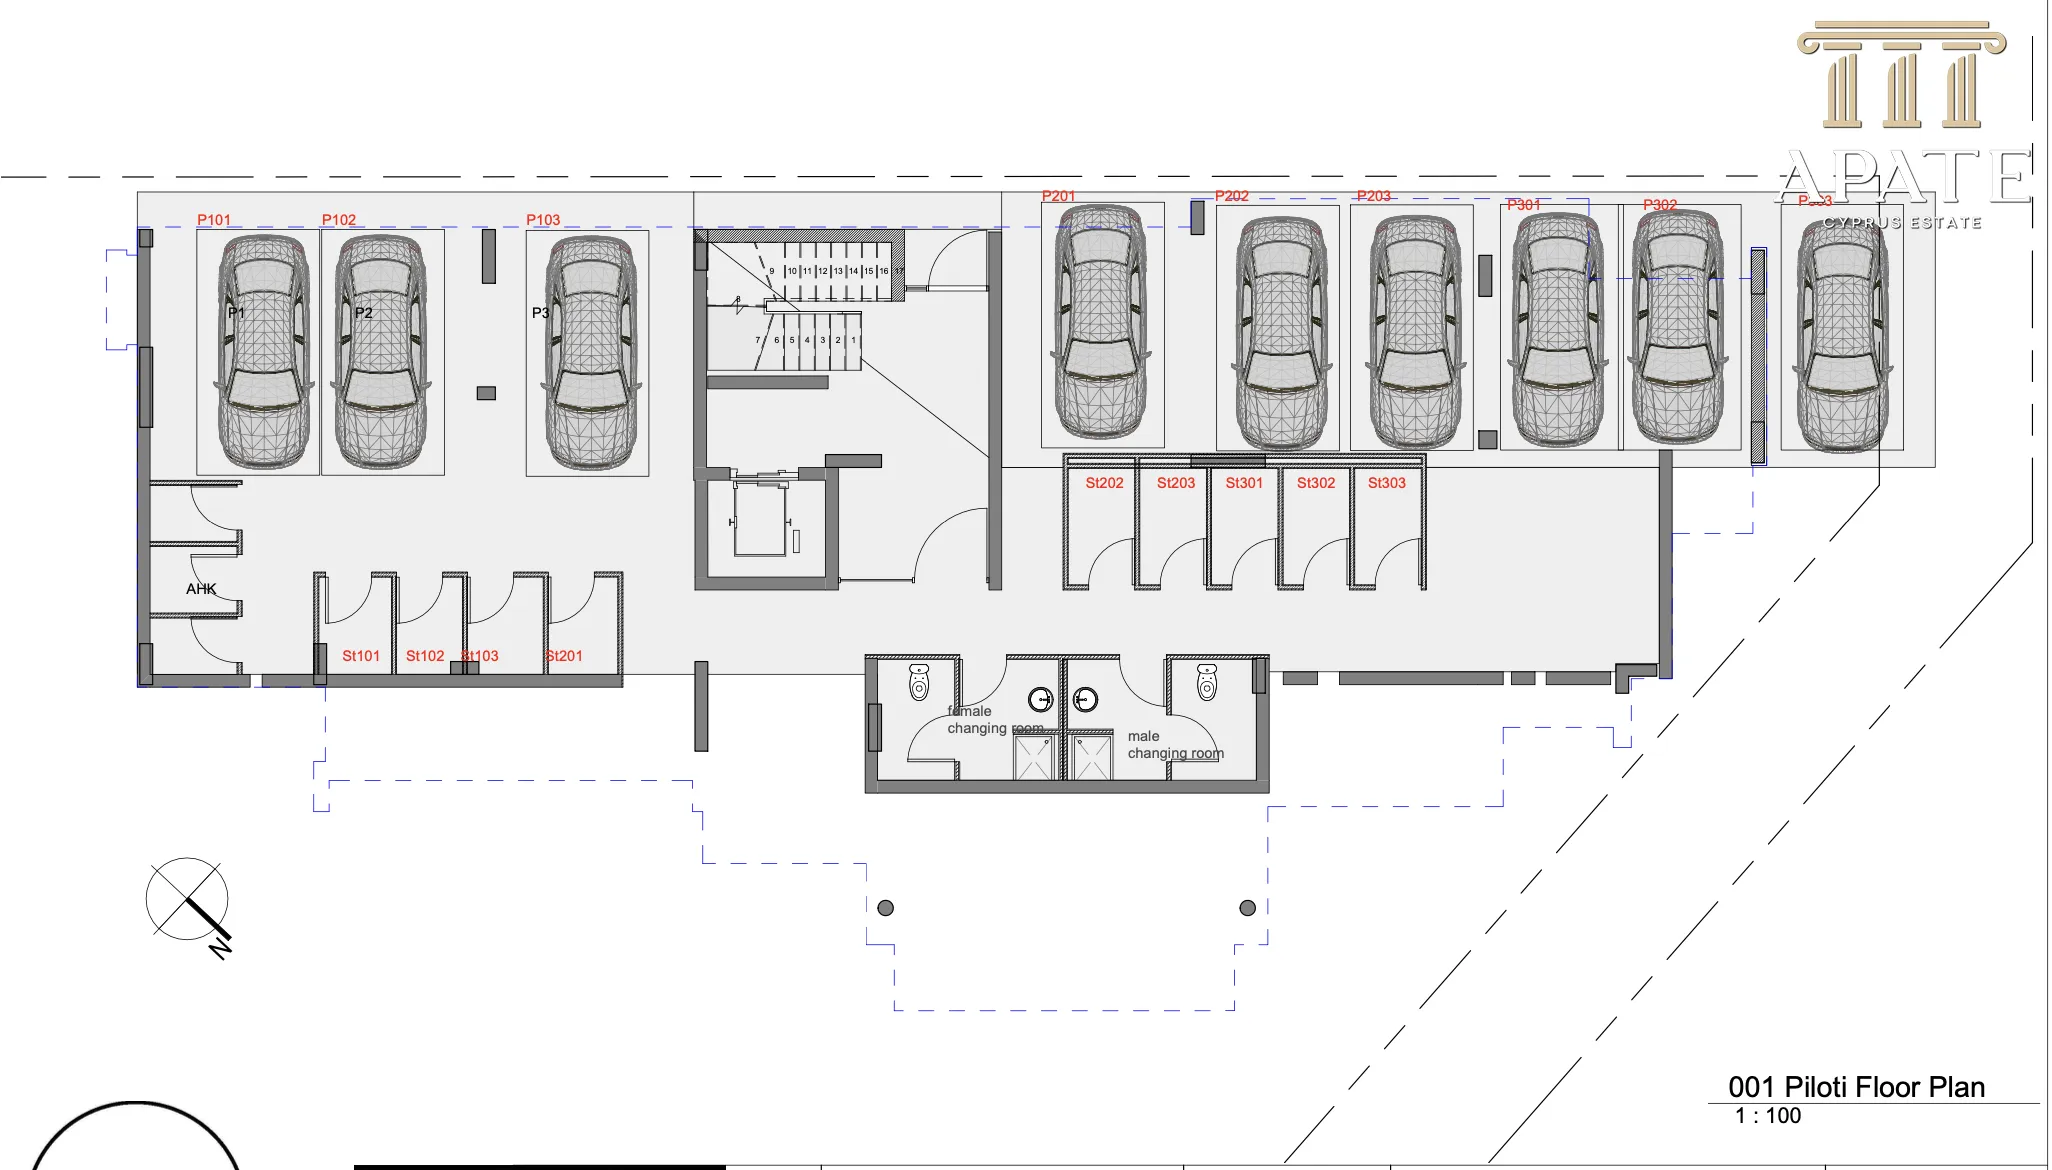 APATE
CYPRUS ESTATE
P101
P102
P103
P201
P202
P203
P301
P302
P303
P1
P2
P3
9 10 11 12 13 14 15 16 17
8
7 6 5 4 3 2 1
St202
St203
St301
St302
St303
AHK
St101
St102
St103
St201
female
changing room
male
changing room
N
001 Piloti Floor Plan
1 : 100